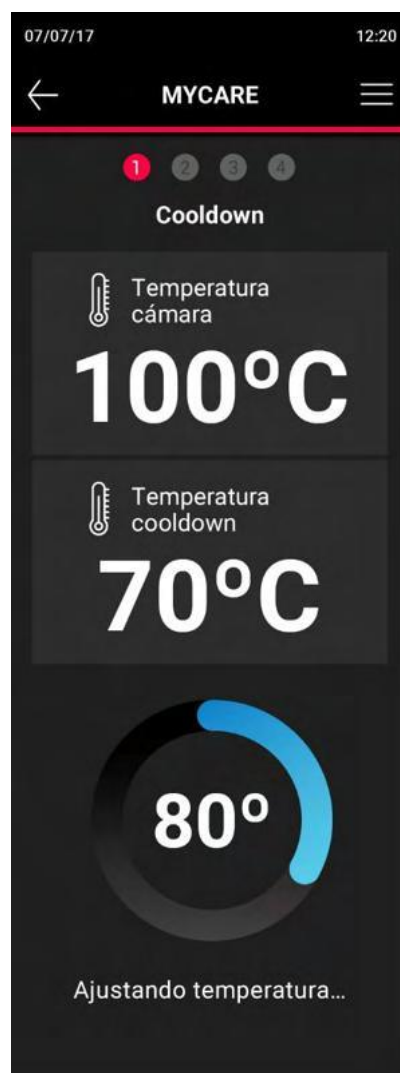 07/07/17 12:20
MYCARE
1 2 3 4
Cooldown
Temperatura
cámara
100ºC
Temperatura
cooldown
70ºC
80º
Ajustando temperatura...